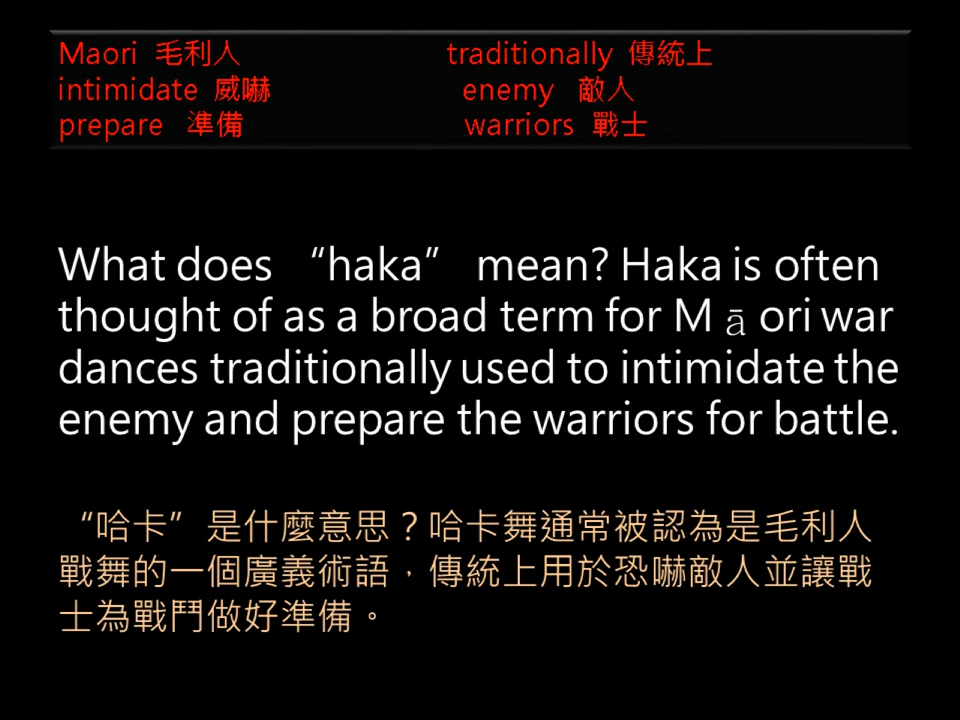 Maori 毛利人 traditionally 傳統上
intimidate 威嚇 enemy 敵人
prepare 準備 warriors 戰士
What does “haka” mean? Haka is often
thought of as a broad term for M ā ori war
dances traditionally used to intimidate the
enemy and prepare the warriors for battle.
“哈卡”是什麼意思？哈卡舞通常被認為是毛利人
戰舞的一個廣義術語，傳統上用於恐嚇敵人並讓戰
士為戰鬥做好準備。